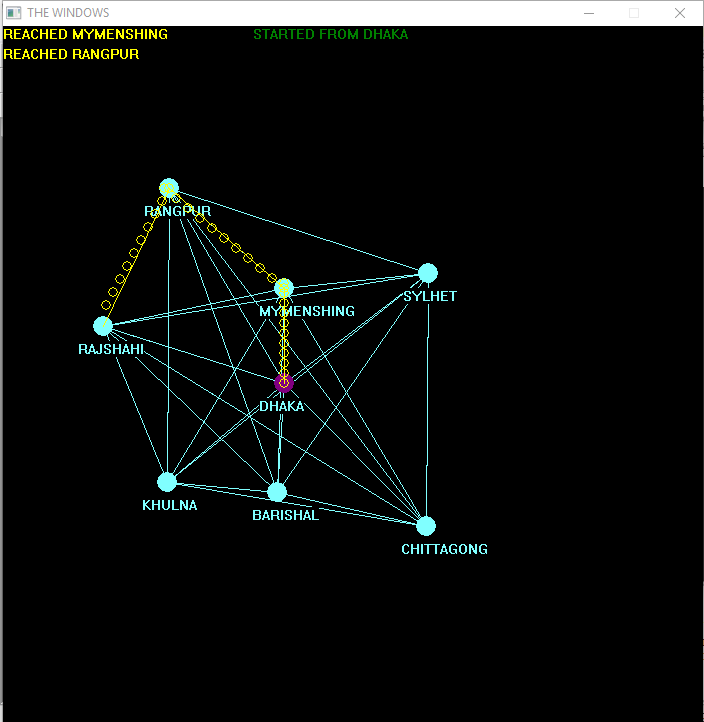 THE WINDOWS
REACHED MYMENSHING
STARTED FROM DHAKA
REACHED RANGPUR
RANGPUR
SYLHET
MYMENSHING
RAJSHAHI
DHAKA
KHULNA
BARISHAL
CHITTAGONG